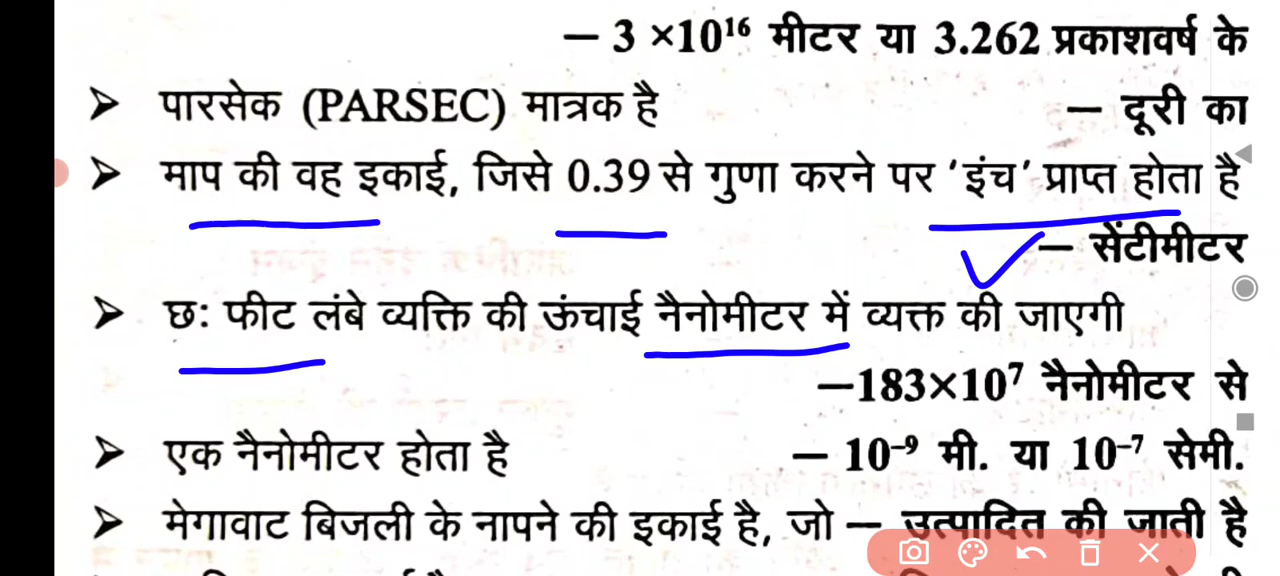 – 3 ×10¹⁶ मीटर या 3.262 प्रकाशवर्ष के
➤ पारसेक (PARSEC) मात्रक है – दूरी का
➤ माप की वह इकाई, जिसे 0.39 से गुणा करने पर 'इंच' प्राप्त होता है
– सेंटीमीटर
➤ छः फीट लंबे व्यक्ति की ऊंचाई नैनोमीटर में व्यक्त की जाएगी
–183×10⁷ नैनोमीटर से
➤ एक नैनोमीटर होता है – 10⁻⁹ मी. या 10⁻⁷ सेमी.
➤ मेगावाट बिजली के नापने की इकाई है, जो – उत्पादित की जाती है